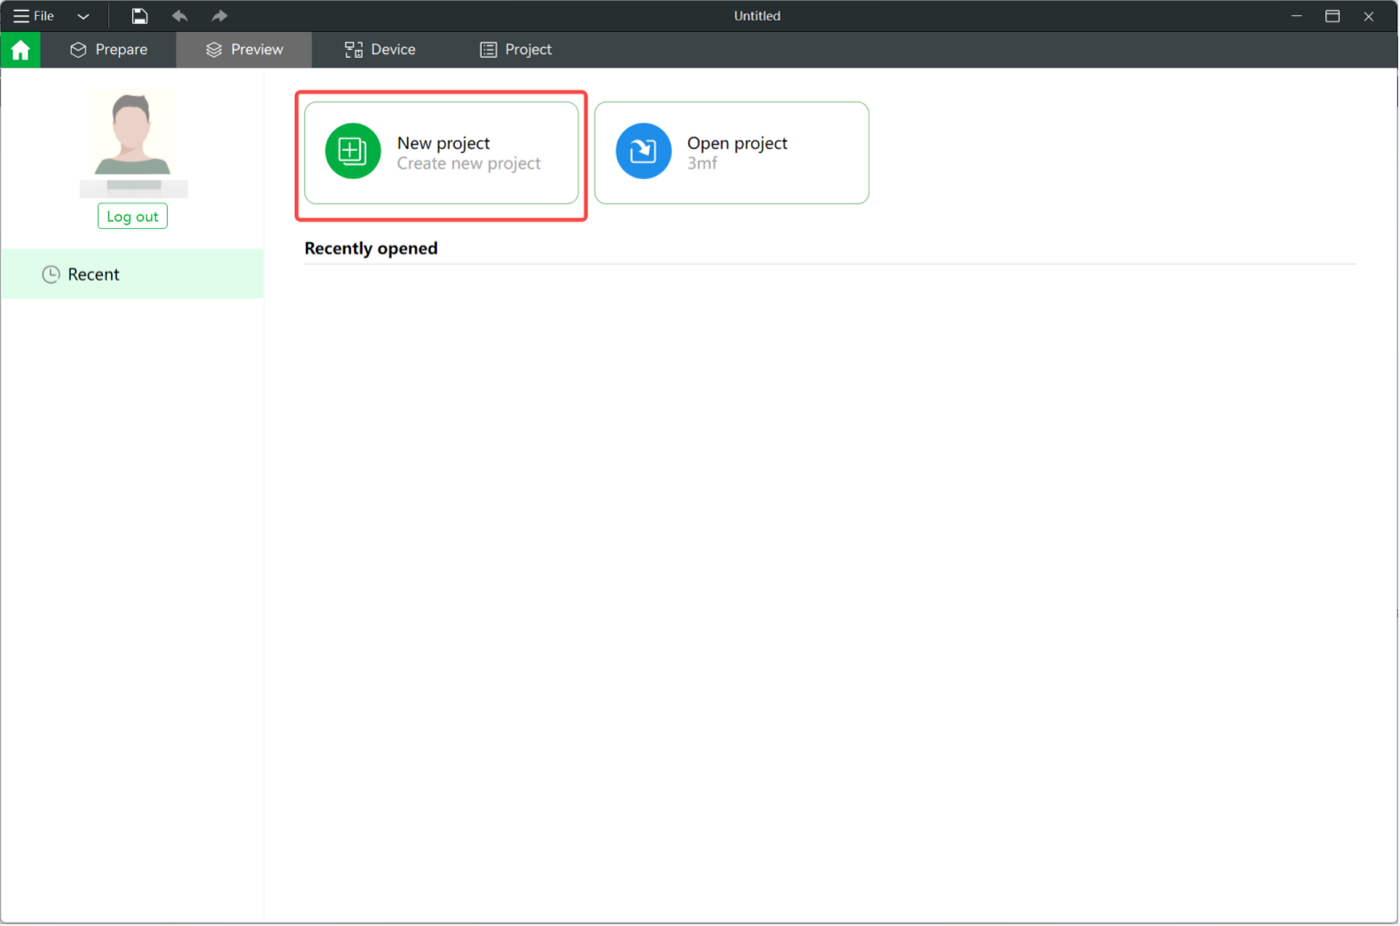 File
Untitled
Prepare
Preview
Device
Project
Log out
Recent
New project
Create new project
Open project
3mf
Recently opened